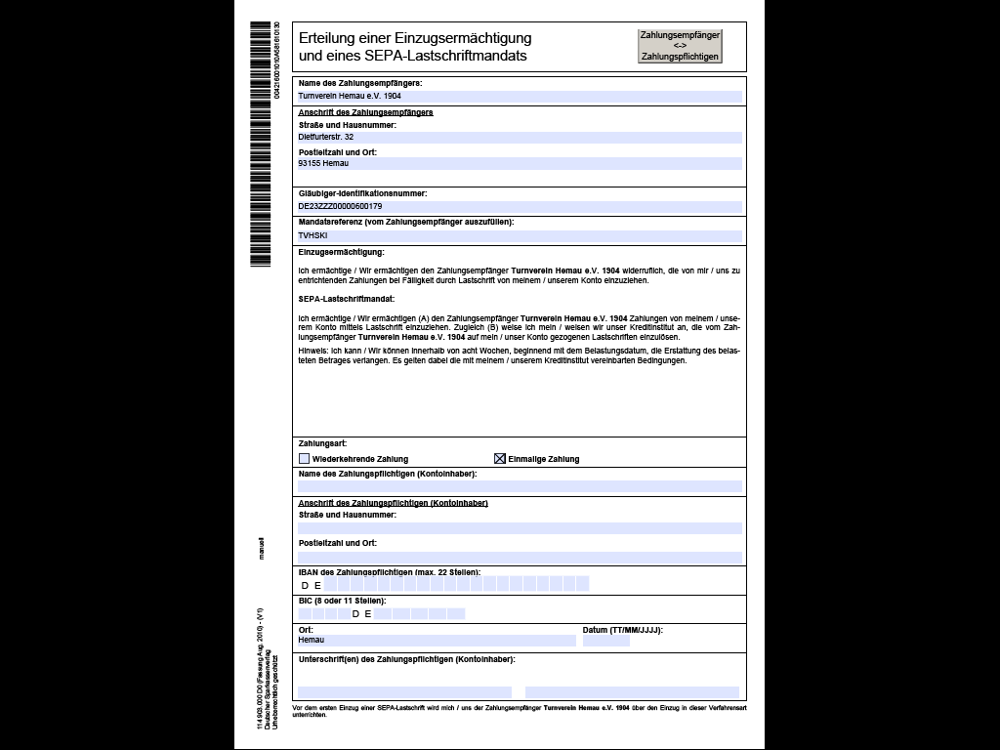 Erteilung einer Einzugsermächtigung
und eines SEPA-Lastschriftmandats
Zahlungsempfänger
<->
Zahlungspflichtigen
Name des Zahlungsempfängers:
Turnverein Hemau e.V. 1904
Anschrift des Zahlungsempfängers
Straße und Hausnummer:
Dietfurterstr. 32
Postleitzahl und Ort:
93155 Hemau
Gläubiger-Identifikationsnummer:
DE23ZZZ00000600179
Mandatsreferenz (vom Zahlungsempfänger auszufüllen):
TVHSKI
Einzugsermächtigung:
Ich ermächtige / Wir ermächtigen den Zahlungsempfänger Turnverein Hemau e.V. 1904 widerruflich, die von mir / uns zu
entrichtenden Zahlungen bei Fälligkeit durch Lastschrift von meinem / unserem Konto einzuziehen.
SEPA-Lastschriftmandat:
Ich ermächtige / Wir ermächtigen (A) den Zahlungsempfänger Turnverein Hemau e.V. 1904 Zahlungen von meinem / unse-
rem Konto mittels Lastschrift einzuziehen. Zugleich (B) weise ich mein / weisen wir unser Kreditinstitut an, die vom Zah-
lungsempfänger Turnverein Hemau e.V. 1904 auf mein / unser Konto gezogenen Lastschriften einzulösen.
Hinweis: Ich kann / Wir können innerhalb von acht Wochen, beginnend mit dem Belastungsdatum, die Erstattung des belas-
teten Betrages verlangen. Es gelten dabei die mit meinem / unserem Kreditinstitut vereinbarten Bedingungen.
Zahlungsart:
Wiederkehrende Zahlung
Einmalige Zahlung
Name des Zahlungspflichtigen (Kontoinhaber):
Anschrift des Zahlungspflichtigen (Kontoinhaber)
Straße und Hausnummer:
Postleitzahl und Ort:
IBAN des Zahlungspflichtigen (max. 22 Stellen):
D E
BIC (8 oder 11 Stellen):
D E
Ort:
Datum (TT/MM/JJJJ):
Hemau
Unterschrift(en) des Zahlungspflichtigen (Kontoinhaber):
Vor dem ersten Einzug einer SEPA-Lastschrift wird mich / uns der Zahlungsempfänger Turnverein Hemau e.V. 1904 über den Einzug in dieser Verfahrensart
unterrichten.
manuell
114 903.000 D0 (Fassung Aug. 2010) - (V1)
Deutscher Sparkassenverlag
Urheberrechtlich geschützt